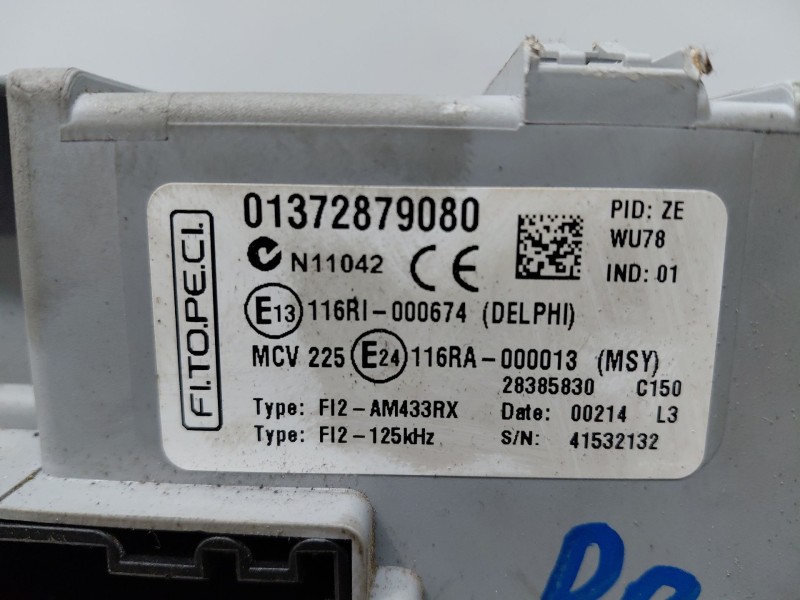 FI.TO.PE.CI.
01372879080
N11042 CE
PID: ZE
WU78
IND: 01
E13 116RI-000674 (DELPHI)
MCV 225 E24 116RA-000013 (MSY)
28385830 C150
Type: FI2-AM433RX Date: 00214 L3
Type: FI2-125kHz S/N: 41532132